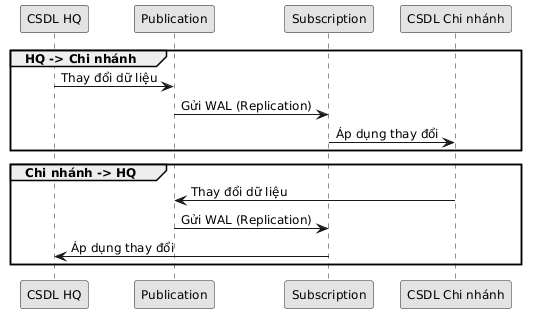 CSDL HQ
Publication
Subscription
CSDL Chi nhánh
HQ -> Chi nhánh
Thay đổi dữ liệu
Gửi WAL (Replication)
Áp dụng thay đổi
Chi nhánh -> HQ
Thay đổi dữ liệu
Gửi WAL (Replication)
Áp dụng thay đổi
CSDL HQ
Publication
Subscription
CSDL Chi nhánh